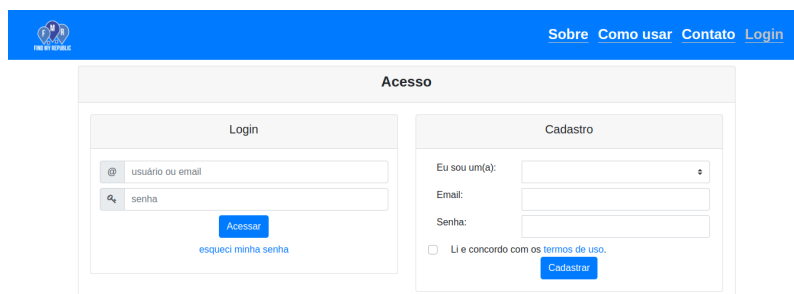 F M R
FIND MY REPUBLIC
Sobre Como usar Contato Login
Acesso
Login
@ usuário ou email
senha
Acessar
esqueci minha senha
Cadastro
Eu sou um(a):
Email:
Senha:
Li e concordo com os termos de uso.
Cadastrar